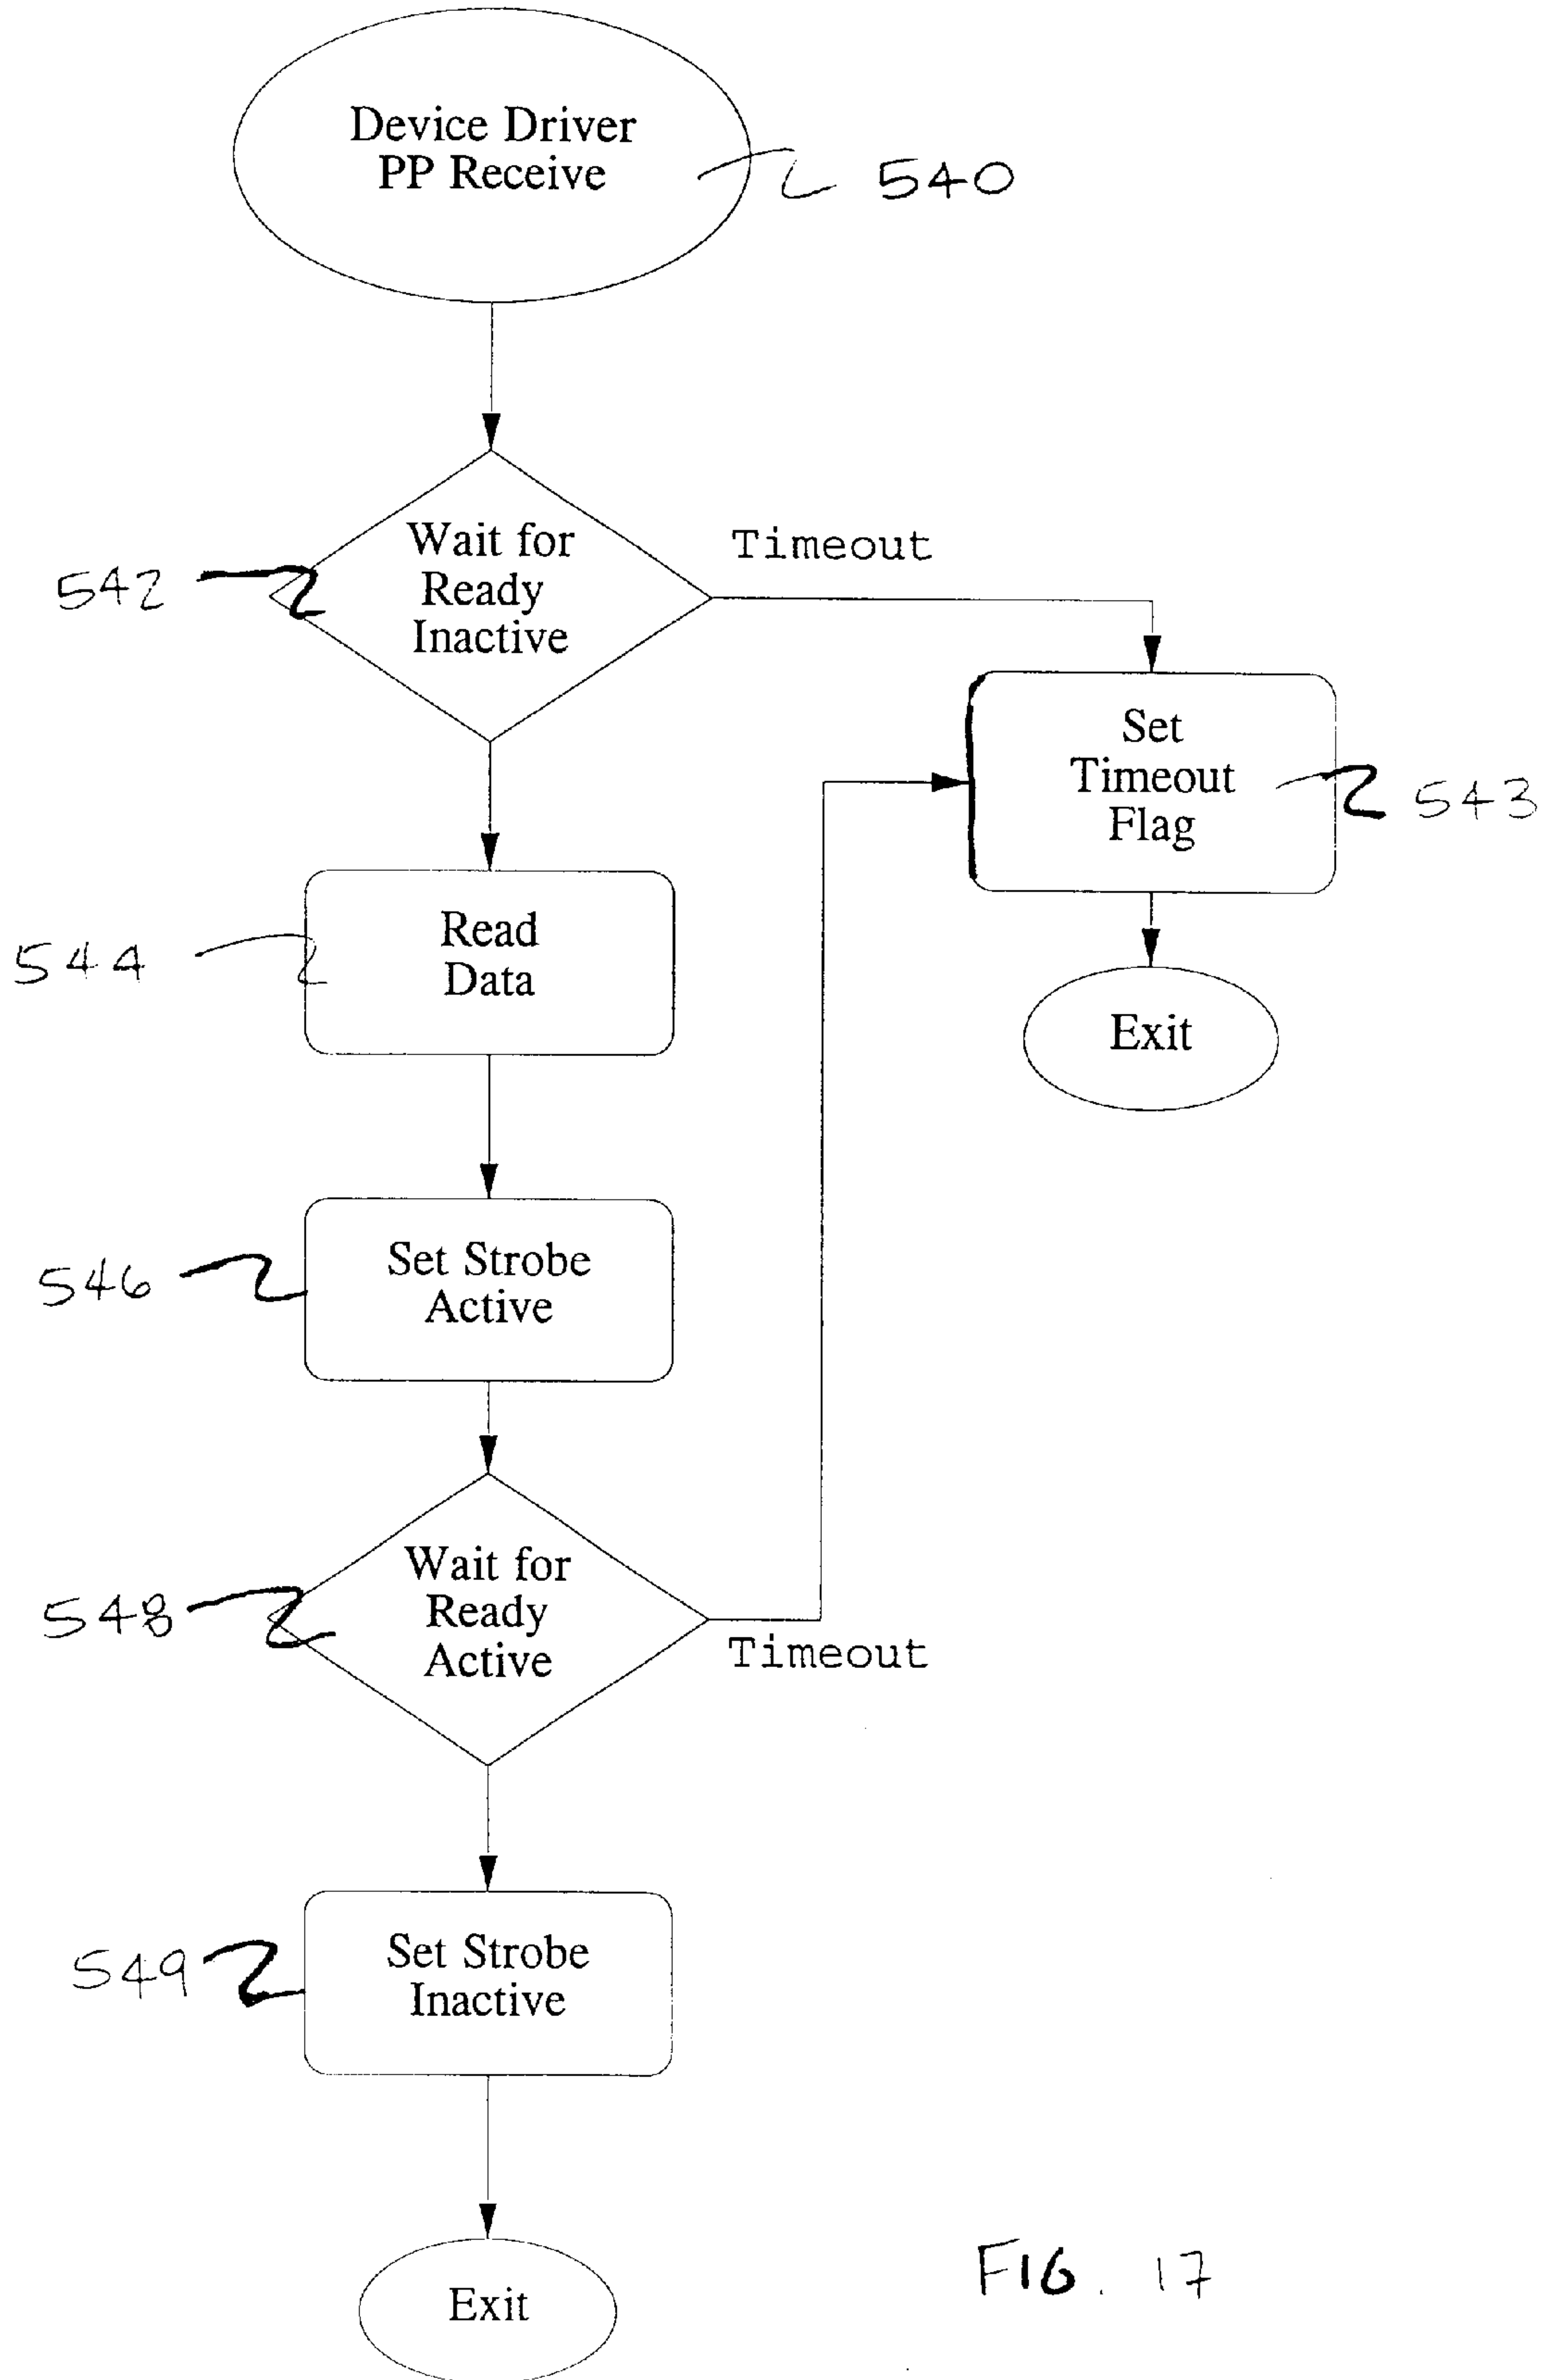 Device Driver
PP Receive
540
Wait for
Ready
Inactive
Timeout
542
Set
Timeout
Flag
543
Read
Data
544
Exit
Set Strobe
Active
546
Wait for
Ready
Active
548
Timeout
Set Strobe
Inactive
549
Exit
FIG. 17